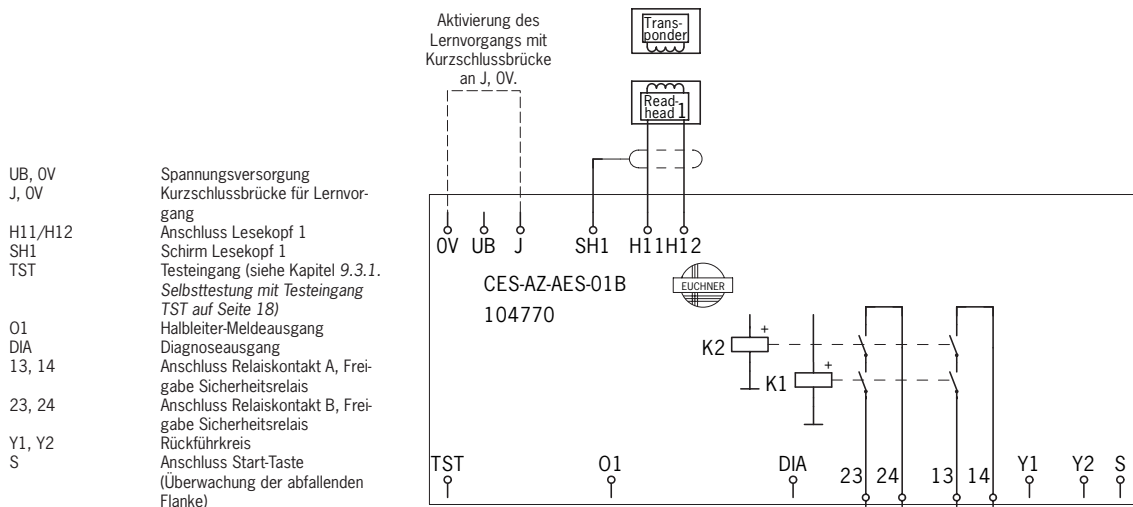 Aktivierung des
Lernvorgangs mit
Kurzschlussbrücke
an J, 0V.
Trans-
ponder
Read-
head 1
UB, 0V Spannungsversorgung
J, 0V Kurzschlussbrücke für Lernvor-
gang
H11/H12 Anschluss Lesekopf 1
SH1 Schirm Lesekopf 1
TST Testeingang (siehe Kapitel 9.3.1.
Selbsttestung mit Testeingang
TST auf Seite 18)
O1 Halbleiter-Meldeausgang
DIA Diagnoseausgang
13, 14 Anschluss Relaiskontakt A, Frei-
gabe Sicherheitsrelais
23, 24 Anschluss Relaiskontakt B, Frei-
gabe Sicherheitsrelais
Y1, Y2 Rückführkreis
S Anschluss Start-Taste
(Überwachung der abfallenden
Flanke)
0V UB J SH1 H11 H12
CES-AZ-AES-01B
104770
EUCHNER
K2 +
K1 +
TST O1 DIA 23 24 13 14 Y1 Y2 S